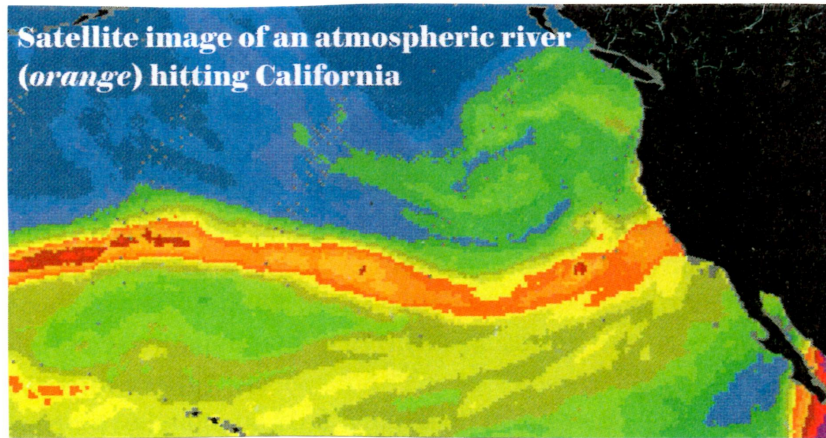 Satellite image of an atmospheric river
(orange) hitting California